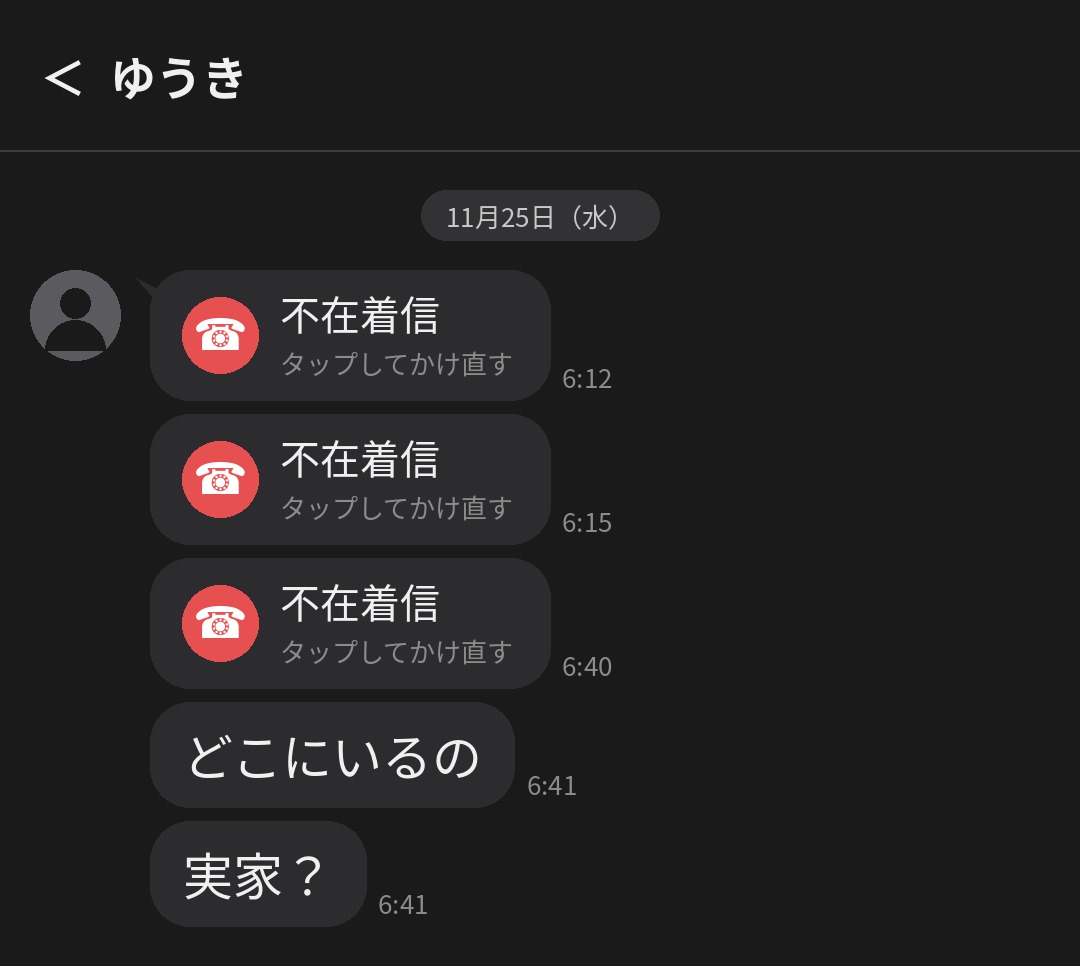 ＜ ゆうき
11月25日（水）
不在着信
タップしてかけ直す
6:12
不在着信
タップしてかけ直す
6:15
不在着信
タップしてかけ直す
6:40
どこにいるの
6:41
実家？
6:41